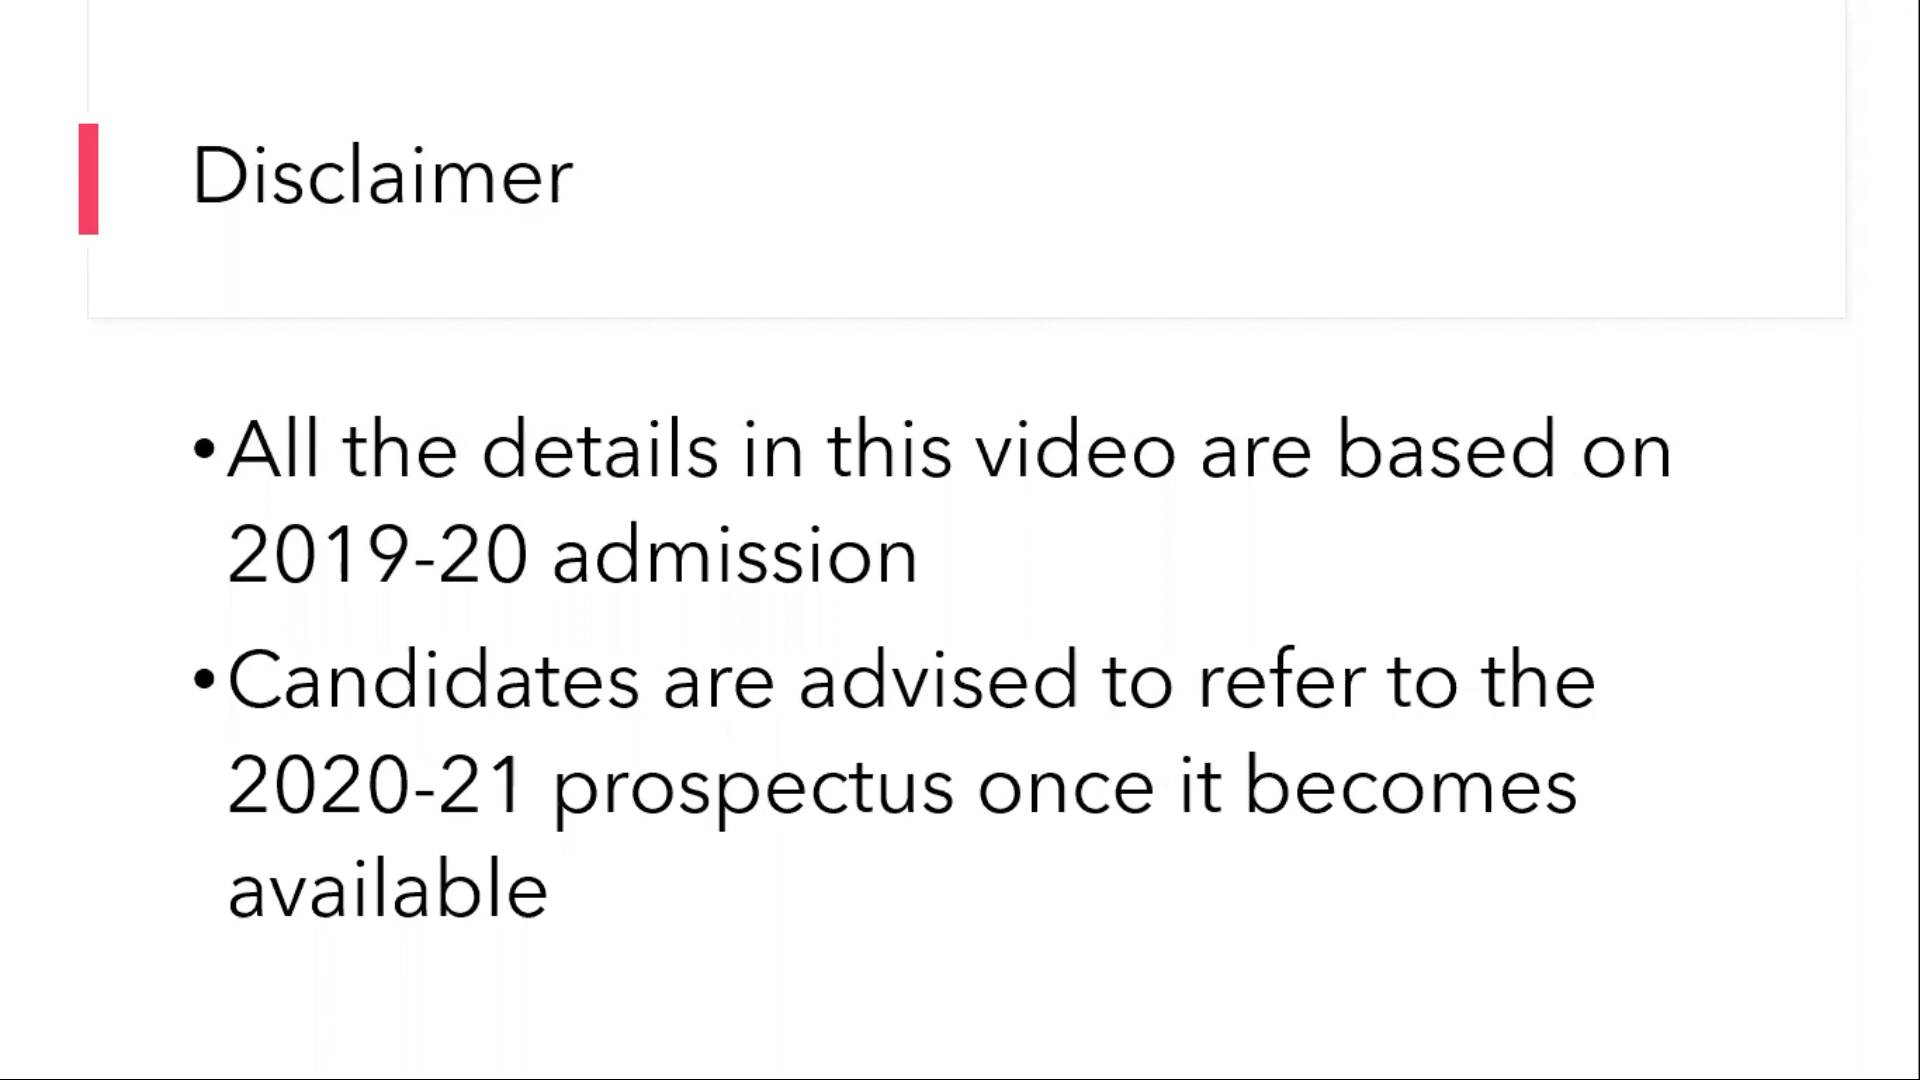 Disclaimer
•All the details in this video are based on
2019-20 admission
•Candidates are advised to refer to the
2020-21 prospectus once it becomes
available